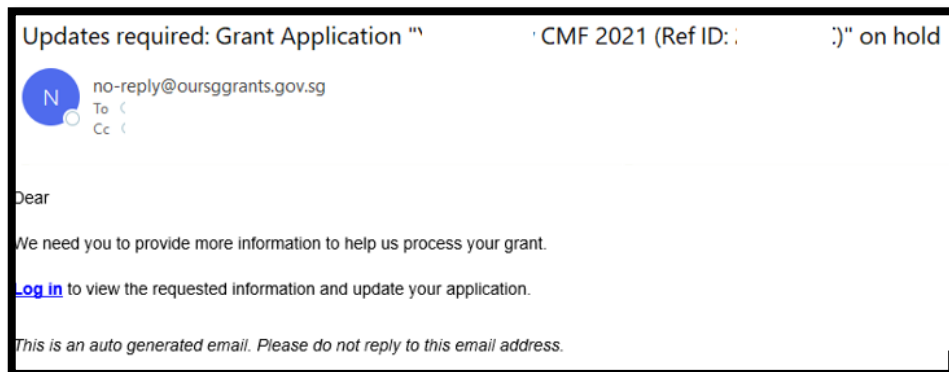 Updates required: Grant Application " CMF 2021 (Ref ID: )" on hold
N
no-reply@oursggrants.gov.sg
To
Cc
Dear
We need you to provide more information to help us process your grant.
Log in to view the requested information and update your application.
This is an auto generated email. Please do not reply to this email address.